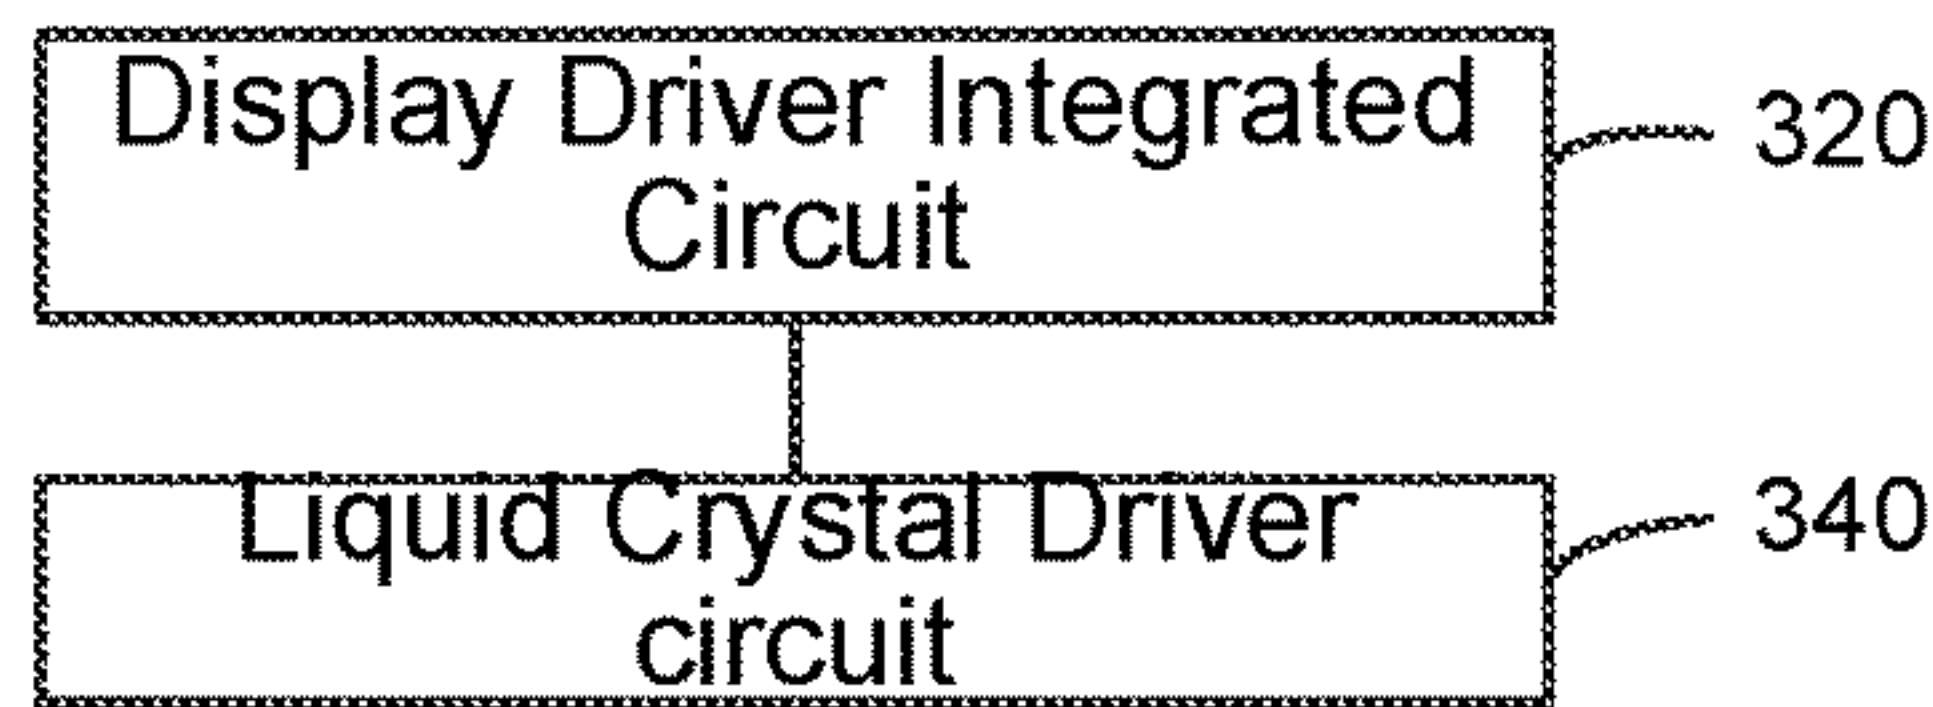 Display Driver Integrated
Circuit
320
Liquid Crystal Driver
circuit
340